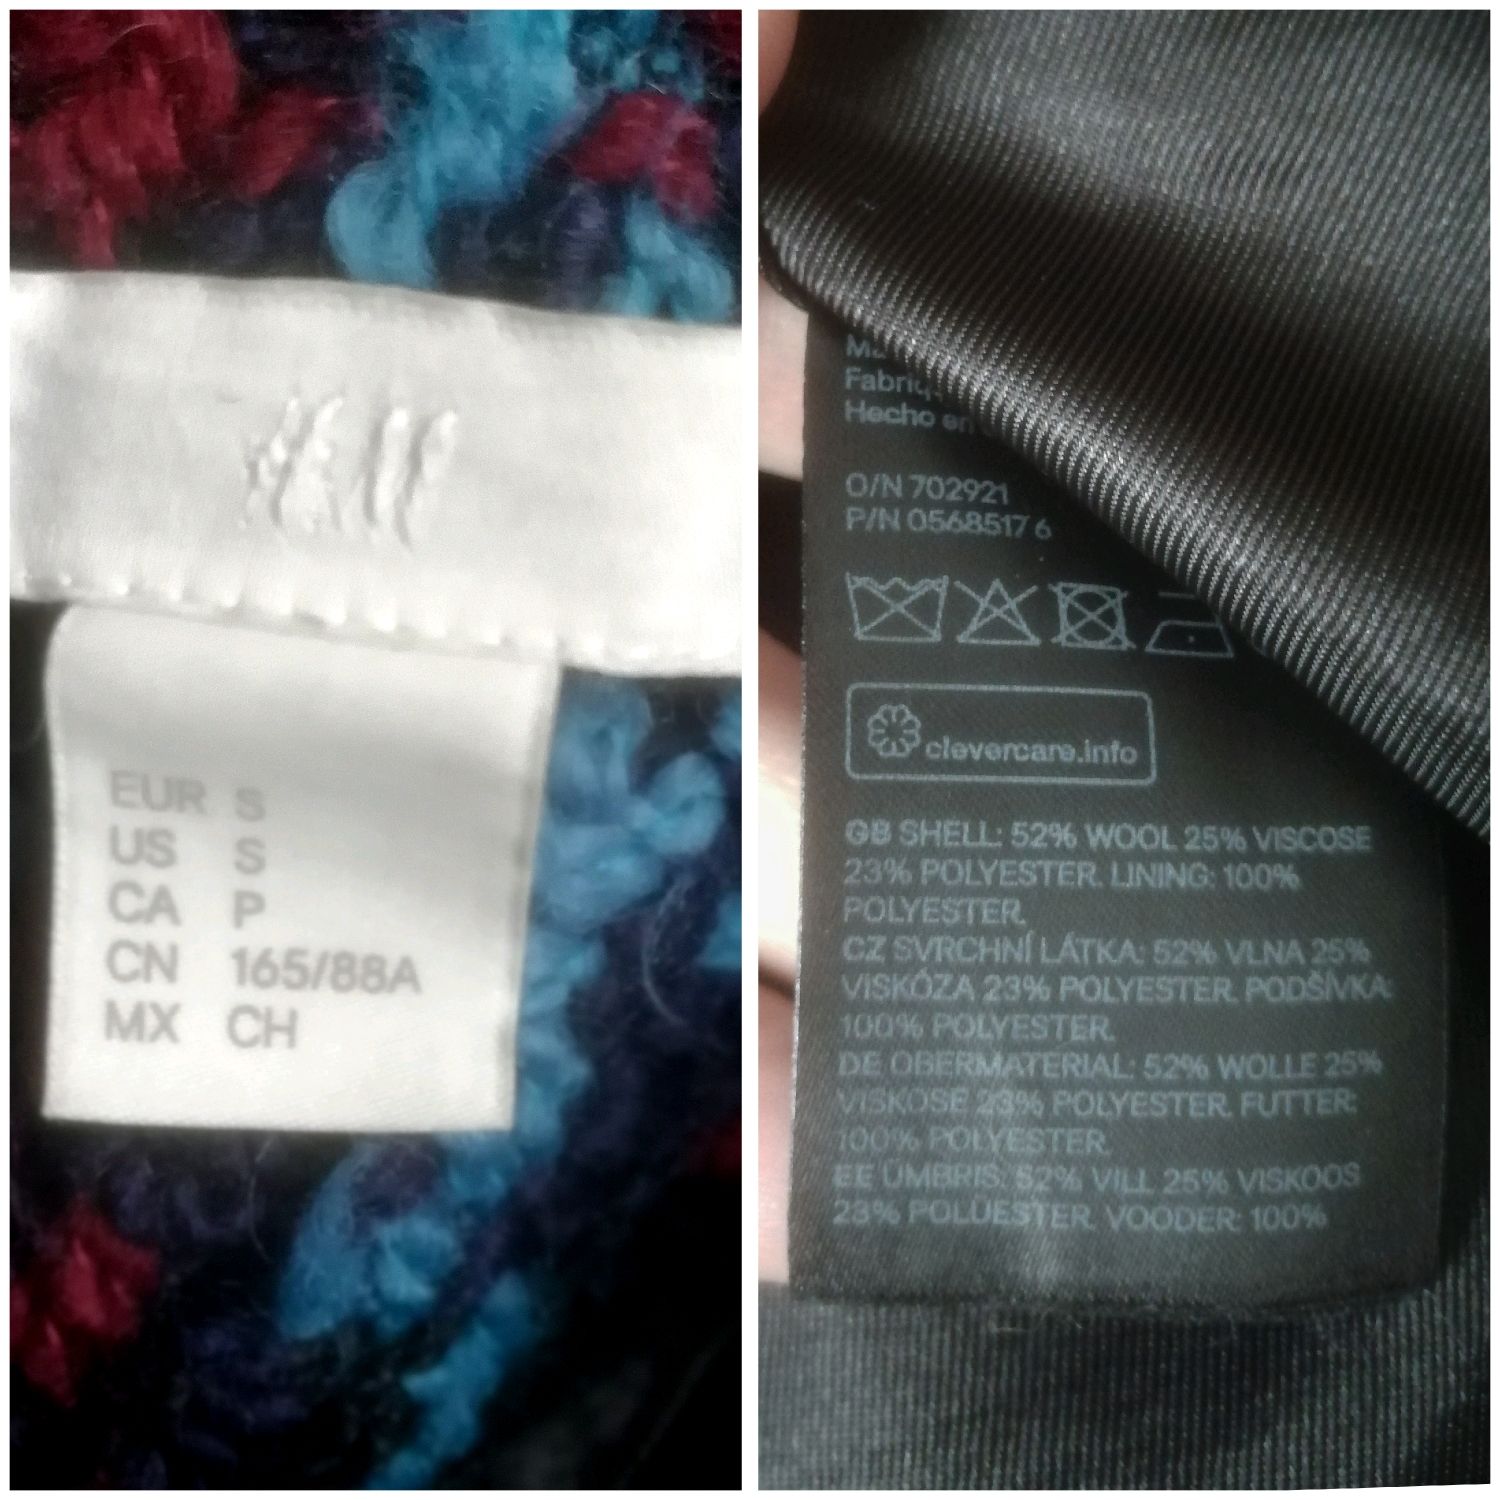 H&M
EUR S
US S
CA P
CN 165/88A
MX CH
Hecho en
O/N 702921
P/N 0568517 6
clevercare.info
GB SHELL: 52% WOOL 25% VISCOSE
23% POLYESTER. LINING: 100%
POLYESTER.
CZ SVRCHNÍ LÁTKA: 52% VLNA 25%
VISKÓZA 23% POLYESTER. PODŠÍVKA:
100% POLYESTER.
DE OBERMATERIAL: 52% WOLLE 25%
VISKOSE 23% POLYESTER. FUTTER:
100% POLYESTER.
EE ÜMBRIS: 52% VILL 25% VISKOOS
23% POLUESTER. VOODER: 100%